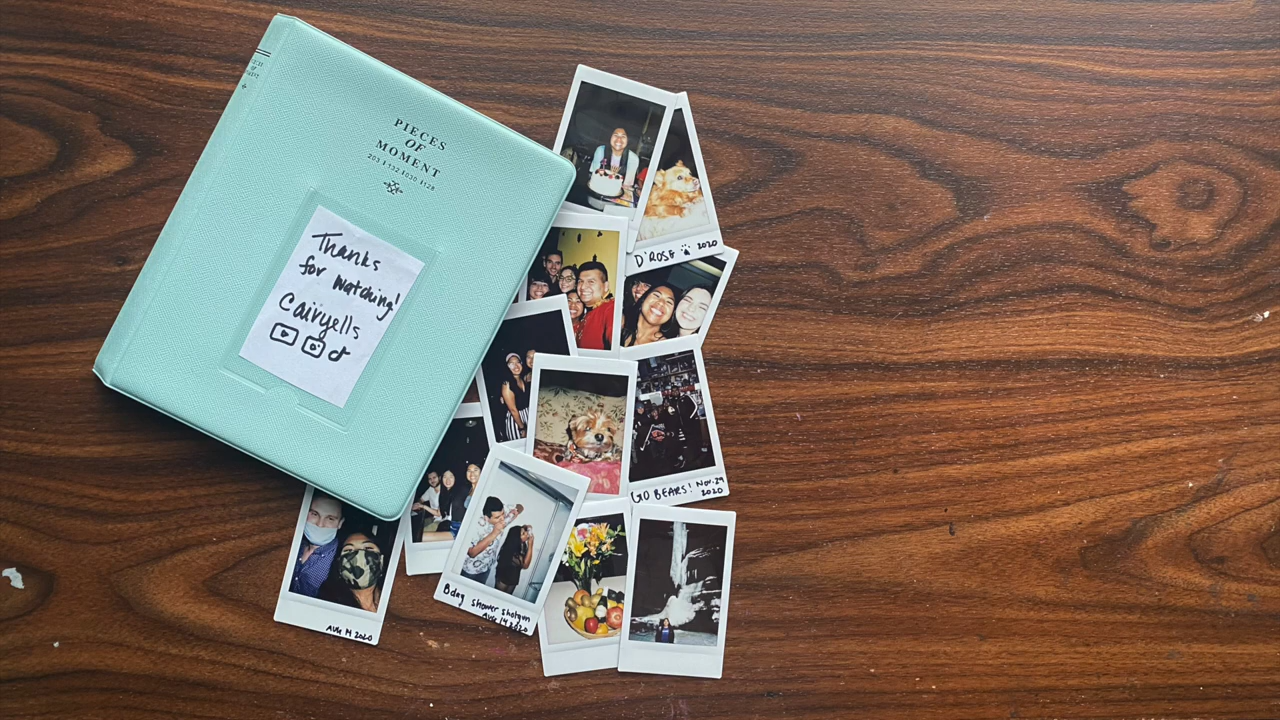 PIECES
OF
MOMENT
Thanks
for watching!
Cairyells
D'ROSE 2020
GO BEARS! Nov. 29
2020
Bday shower shotgun
AUG 14 2020
AUG 14 2020